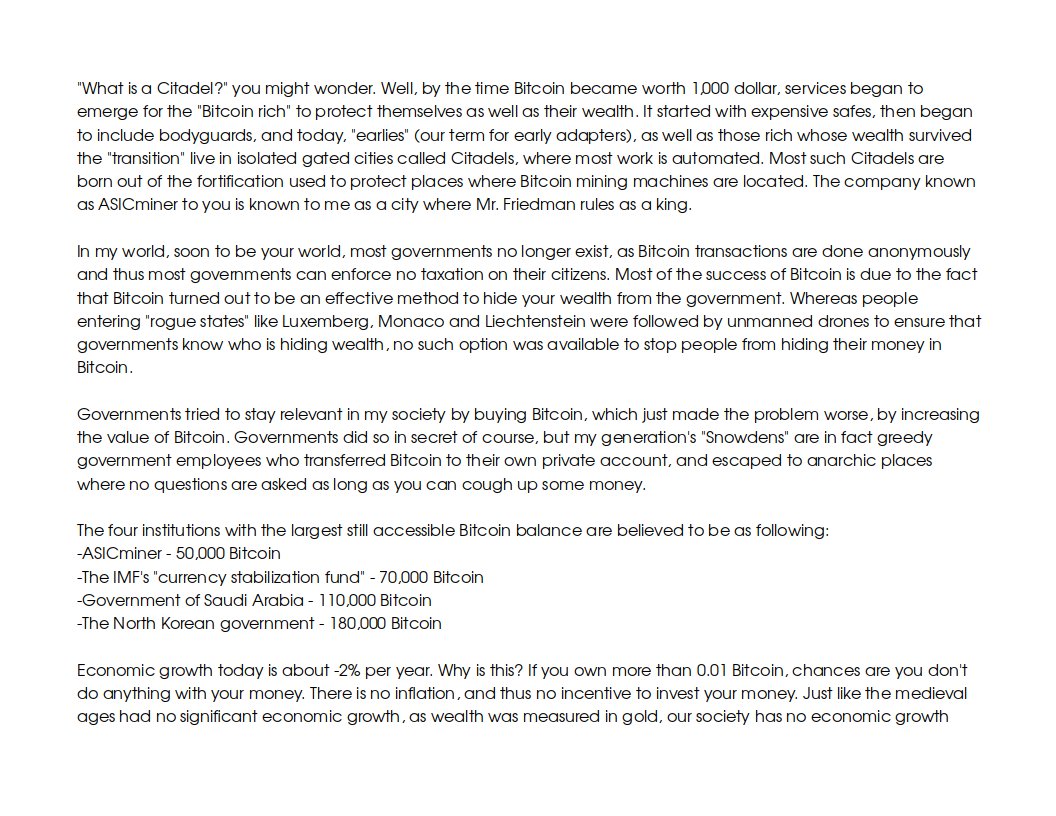 "What is a Citadel?" you might wonder. Well, by the time Bitcoin became worth 1,000 dollar, services began to
emerge for the "Bitcoin rich" to protect themselves as well as their wealth. It started with expensive safes, then began
to include bodyguards, and today, "earlies" (our term for early adapters), as well as those rich whose wealth survived
the "transition" live in isolated gated cities called Citadels, where most work is automated. Most such Citadels are
born out of the fortification used to protect places where Bitcoin mining machines are located. The company known
as ASICminer to you is known to me as a city where Mr. Friedman rules as a king.

In my world, soon to be your world, most governments no longer exist, as Bitcoin transactions are done anonymously
and thus most governments can enforce no taxation on their citizens. Most of the success of Bitcoin is due to the fact
that Bitcoin turned out to be an effective method to hide your wealth from the government. Whereas people
entering "rogue states" like Luxemberg, Monaco and Liechtenstein were followed by unmanned drones to ensure that
governments know who is hiding wealth, no such option was available to stop people from hiding their money in
Bitcoin.

Governments tried to stay relevant in my society by buying Bitcoin, which just made the problem worse, by increasing
the value of Bitcoin. Governments did so in secret of course, but my generation's "Snowdens" are in fact greedy
government employees who transferred Bitcoin to their own private account, and escaped to anarchic places
where no questions are asked as long as you can cough up some money.

The four institutions with the largest still accessible Bitcoin balance are believed to be as following:
-ASICminer - 50,000 Bitcoin
-The IMF's "currency stabilization fund" - 70,000 Bitcoin
-Government of Saudi Arabia - 110,000 Bitcoin
-The North Korean government - 180,000 Bitcoin

Economic growth today is about -2% per year. Why is this? If you own more than 0.01 Bitcoin, chances are you don't
do anything with your money. There is no inflation, and thus no incentive to invest your money. Just like the medieval
ages had no significant economic growth, as wealth was measured in gold, our society has no economic growth